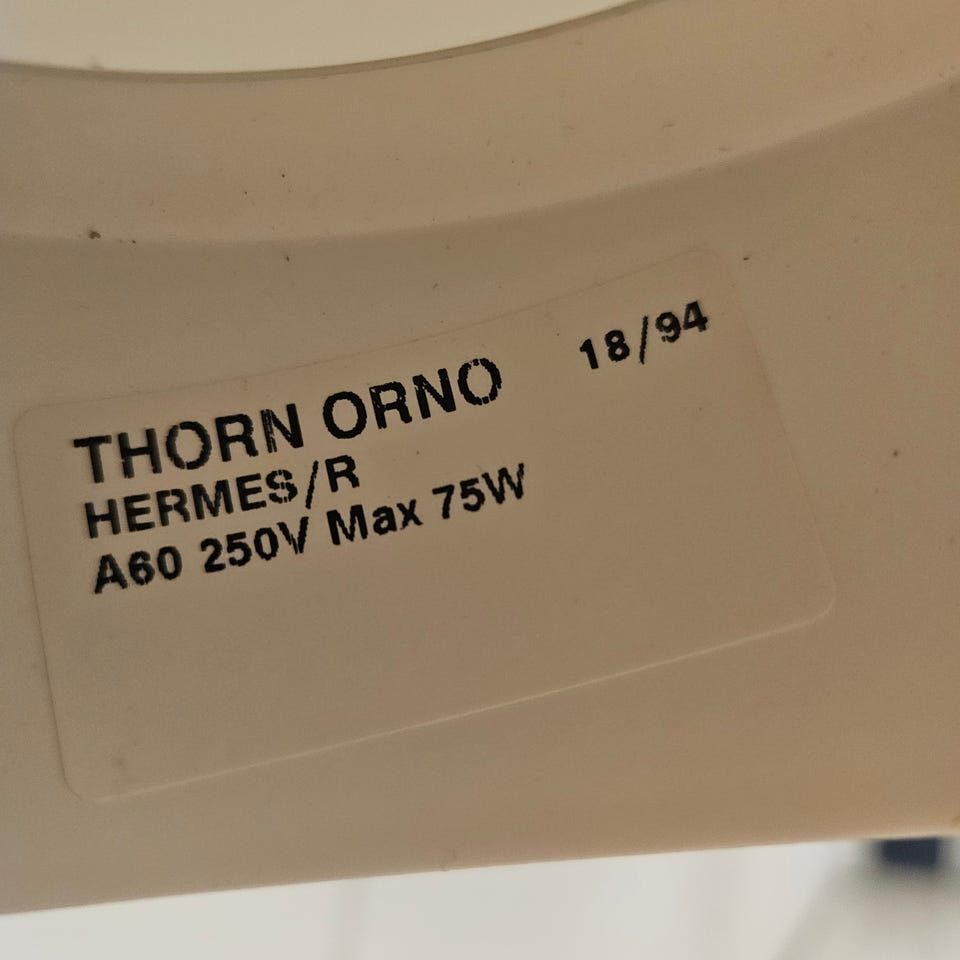 THORN ORNO 18/94
HERMES/R
A60 250V Max 75W